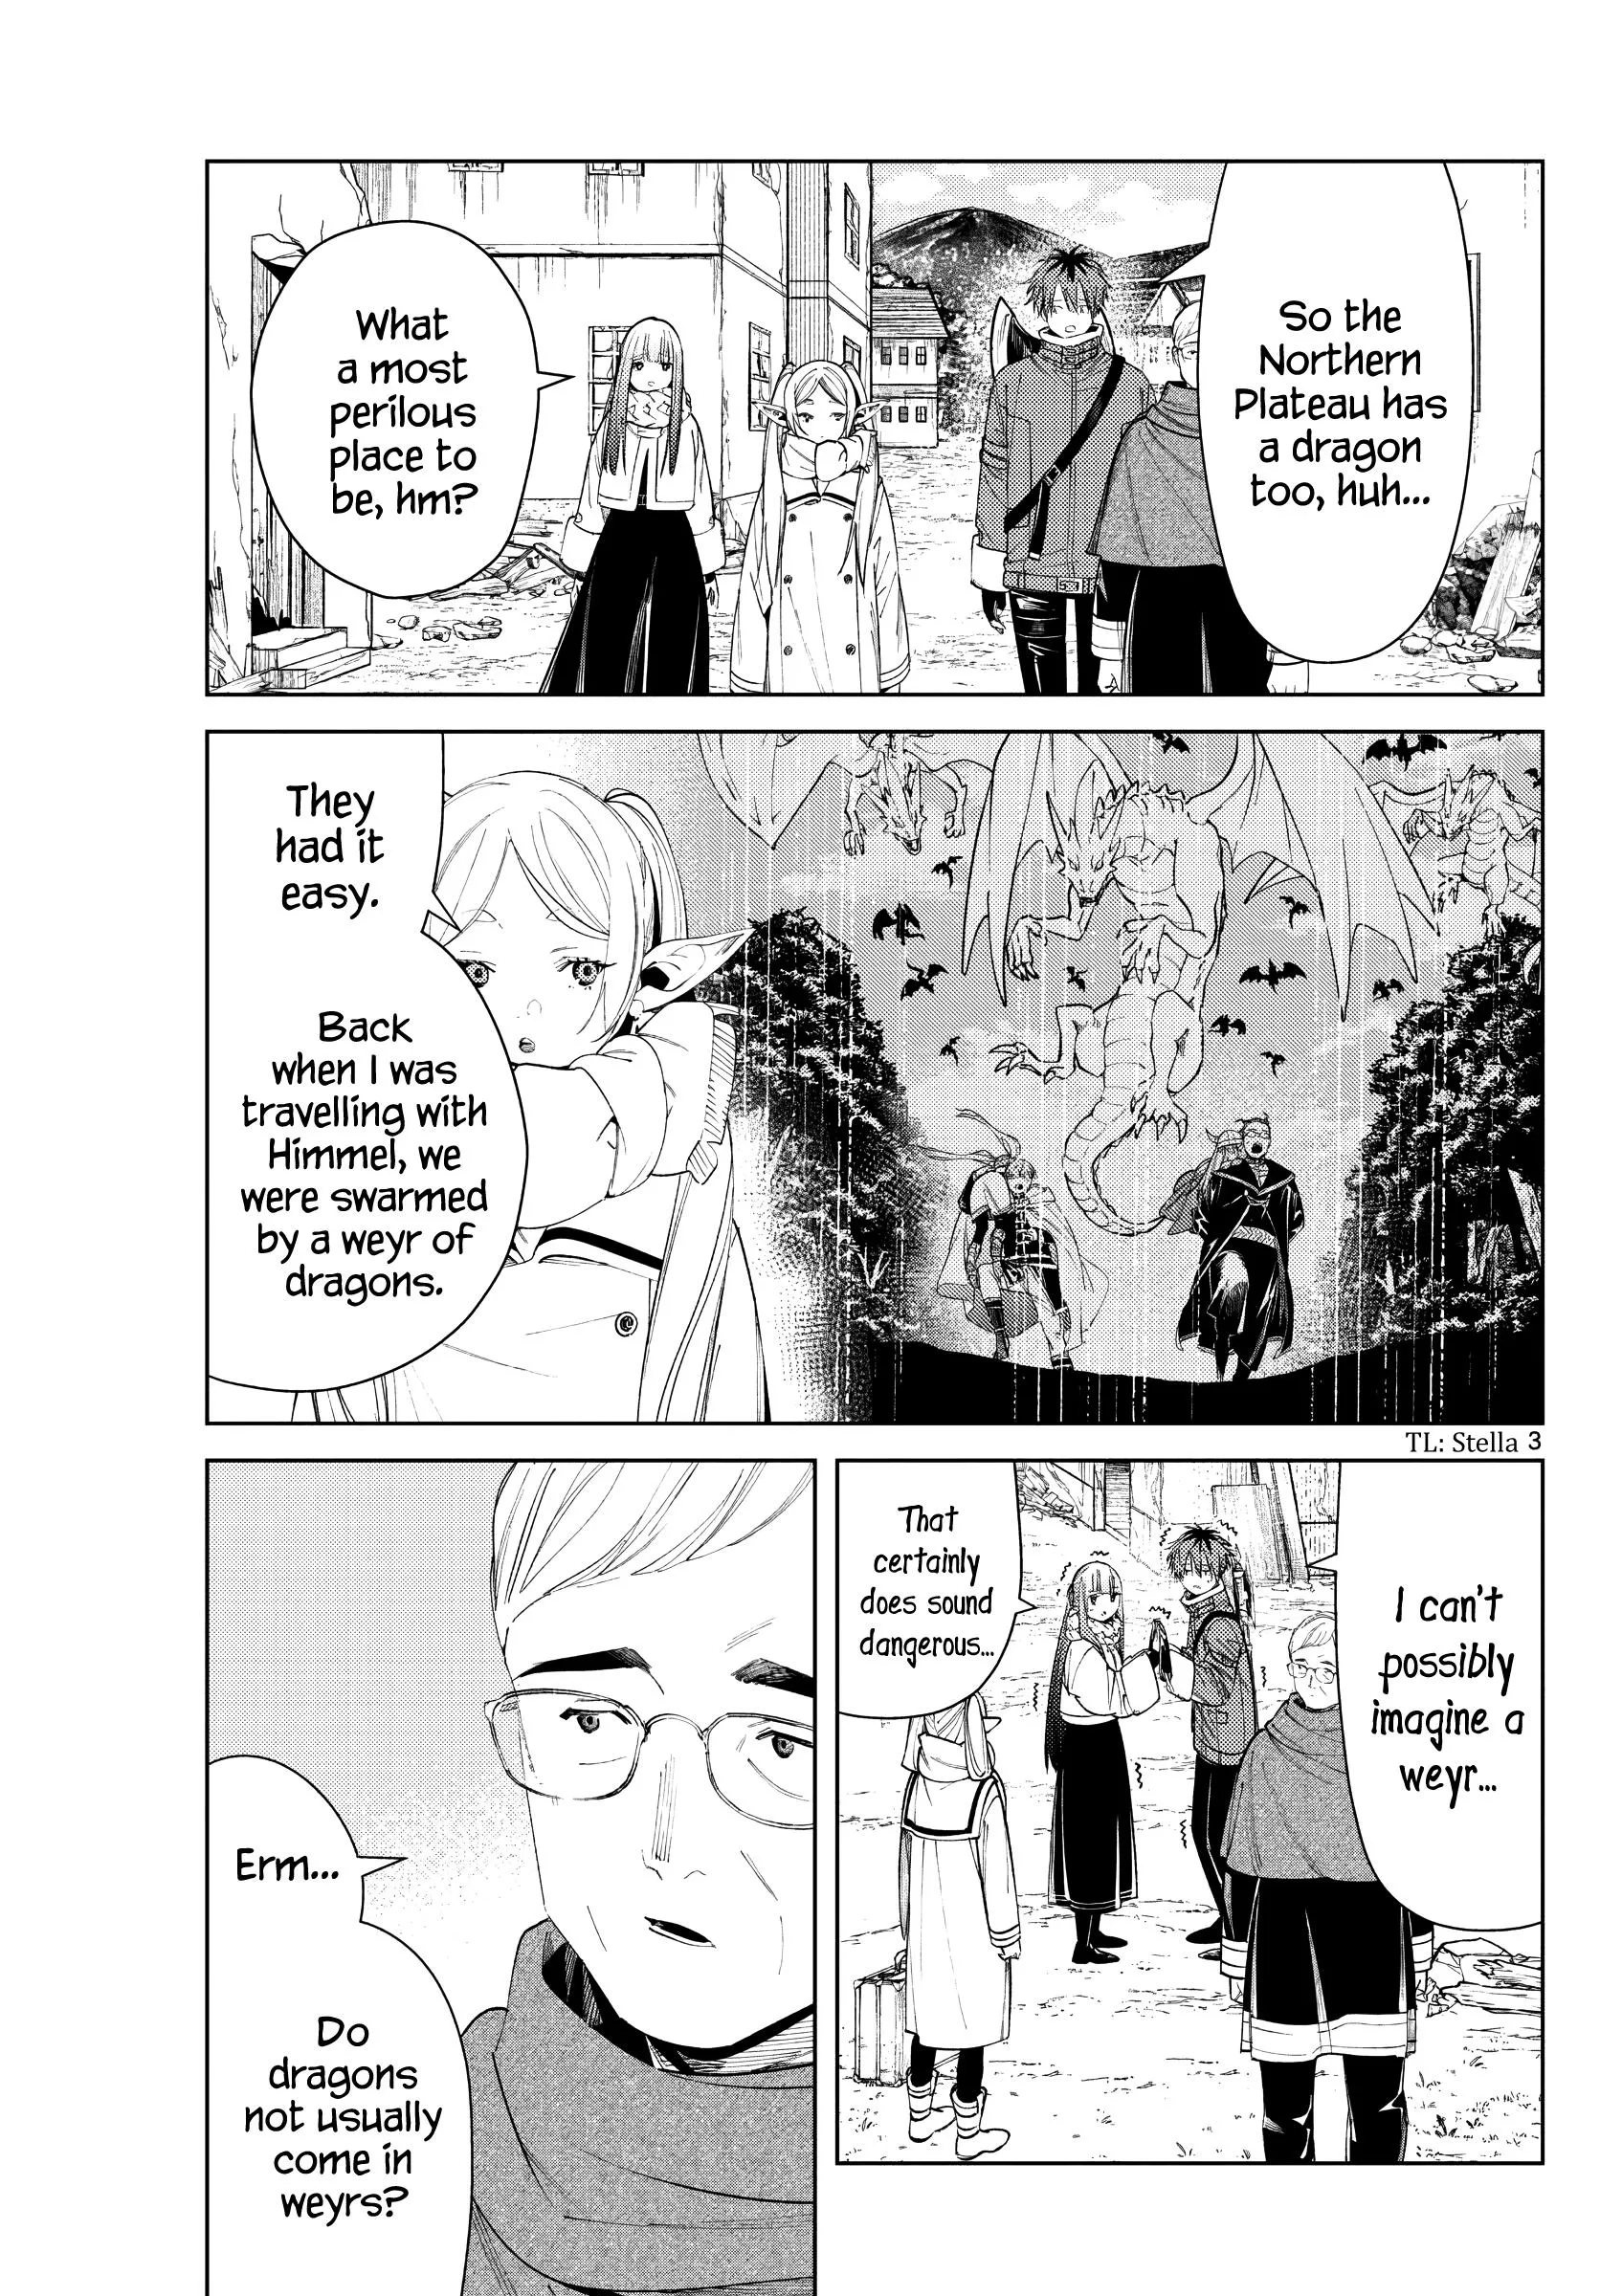 So the
Northern
Plateau has
a dragon
too, huh...
What
a most
perilous
place to
be, hm?
They
had it
easy.
Back
when I was
travelling with
Himmel, we
were swarmed
by a weyr of
dragons.
TL: Stella 3
I can't
possibly
imagine a
weyr...
That
certainly
does sound
dangerous...
Erm...
Do
dragons
not usually
come in
weyrs?